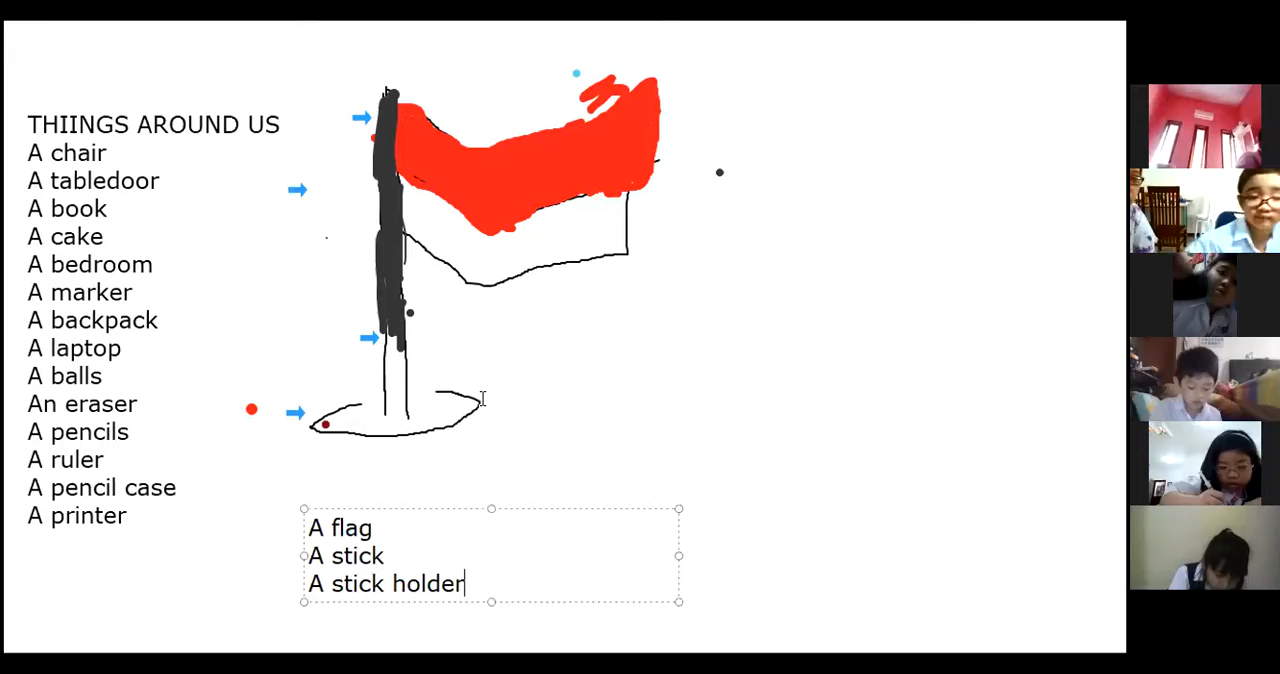 THIINGS AROUND US
A chair
A tabledoor
A book
A cake
A bedroom
A marker
A backpack
A laptop
A balls
An eraser
A pencils
A ruler
A pencil case
A printer
A flag
A stick
A stick holder